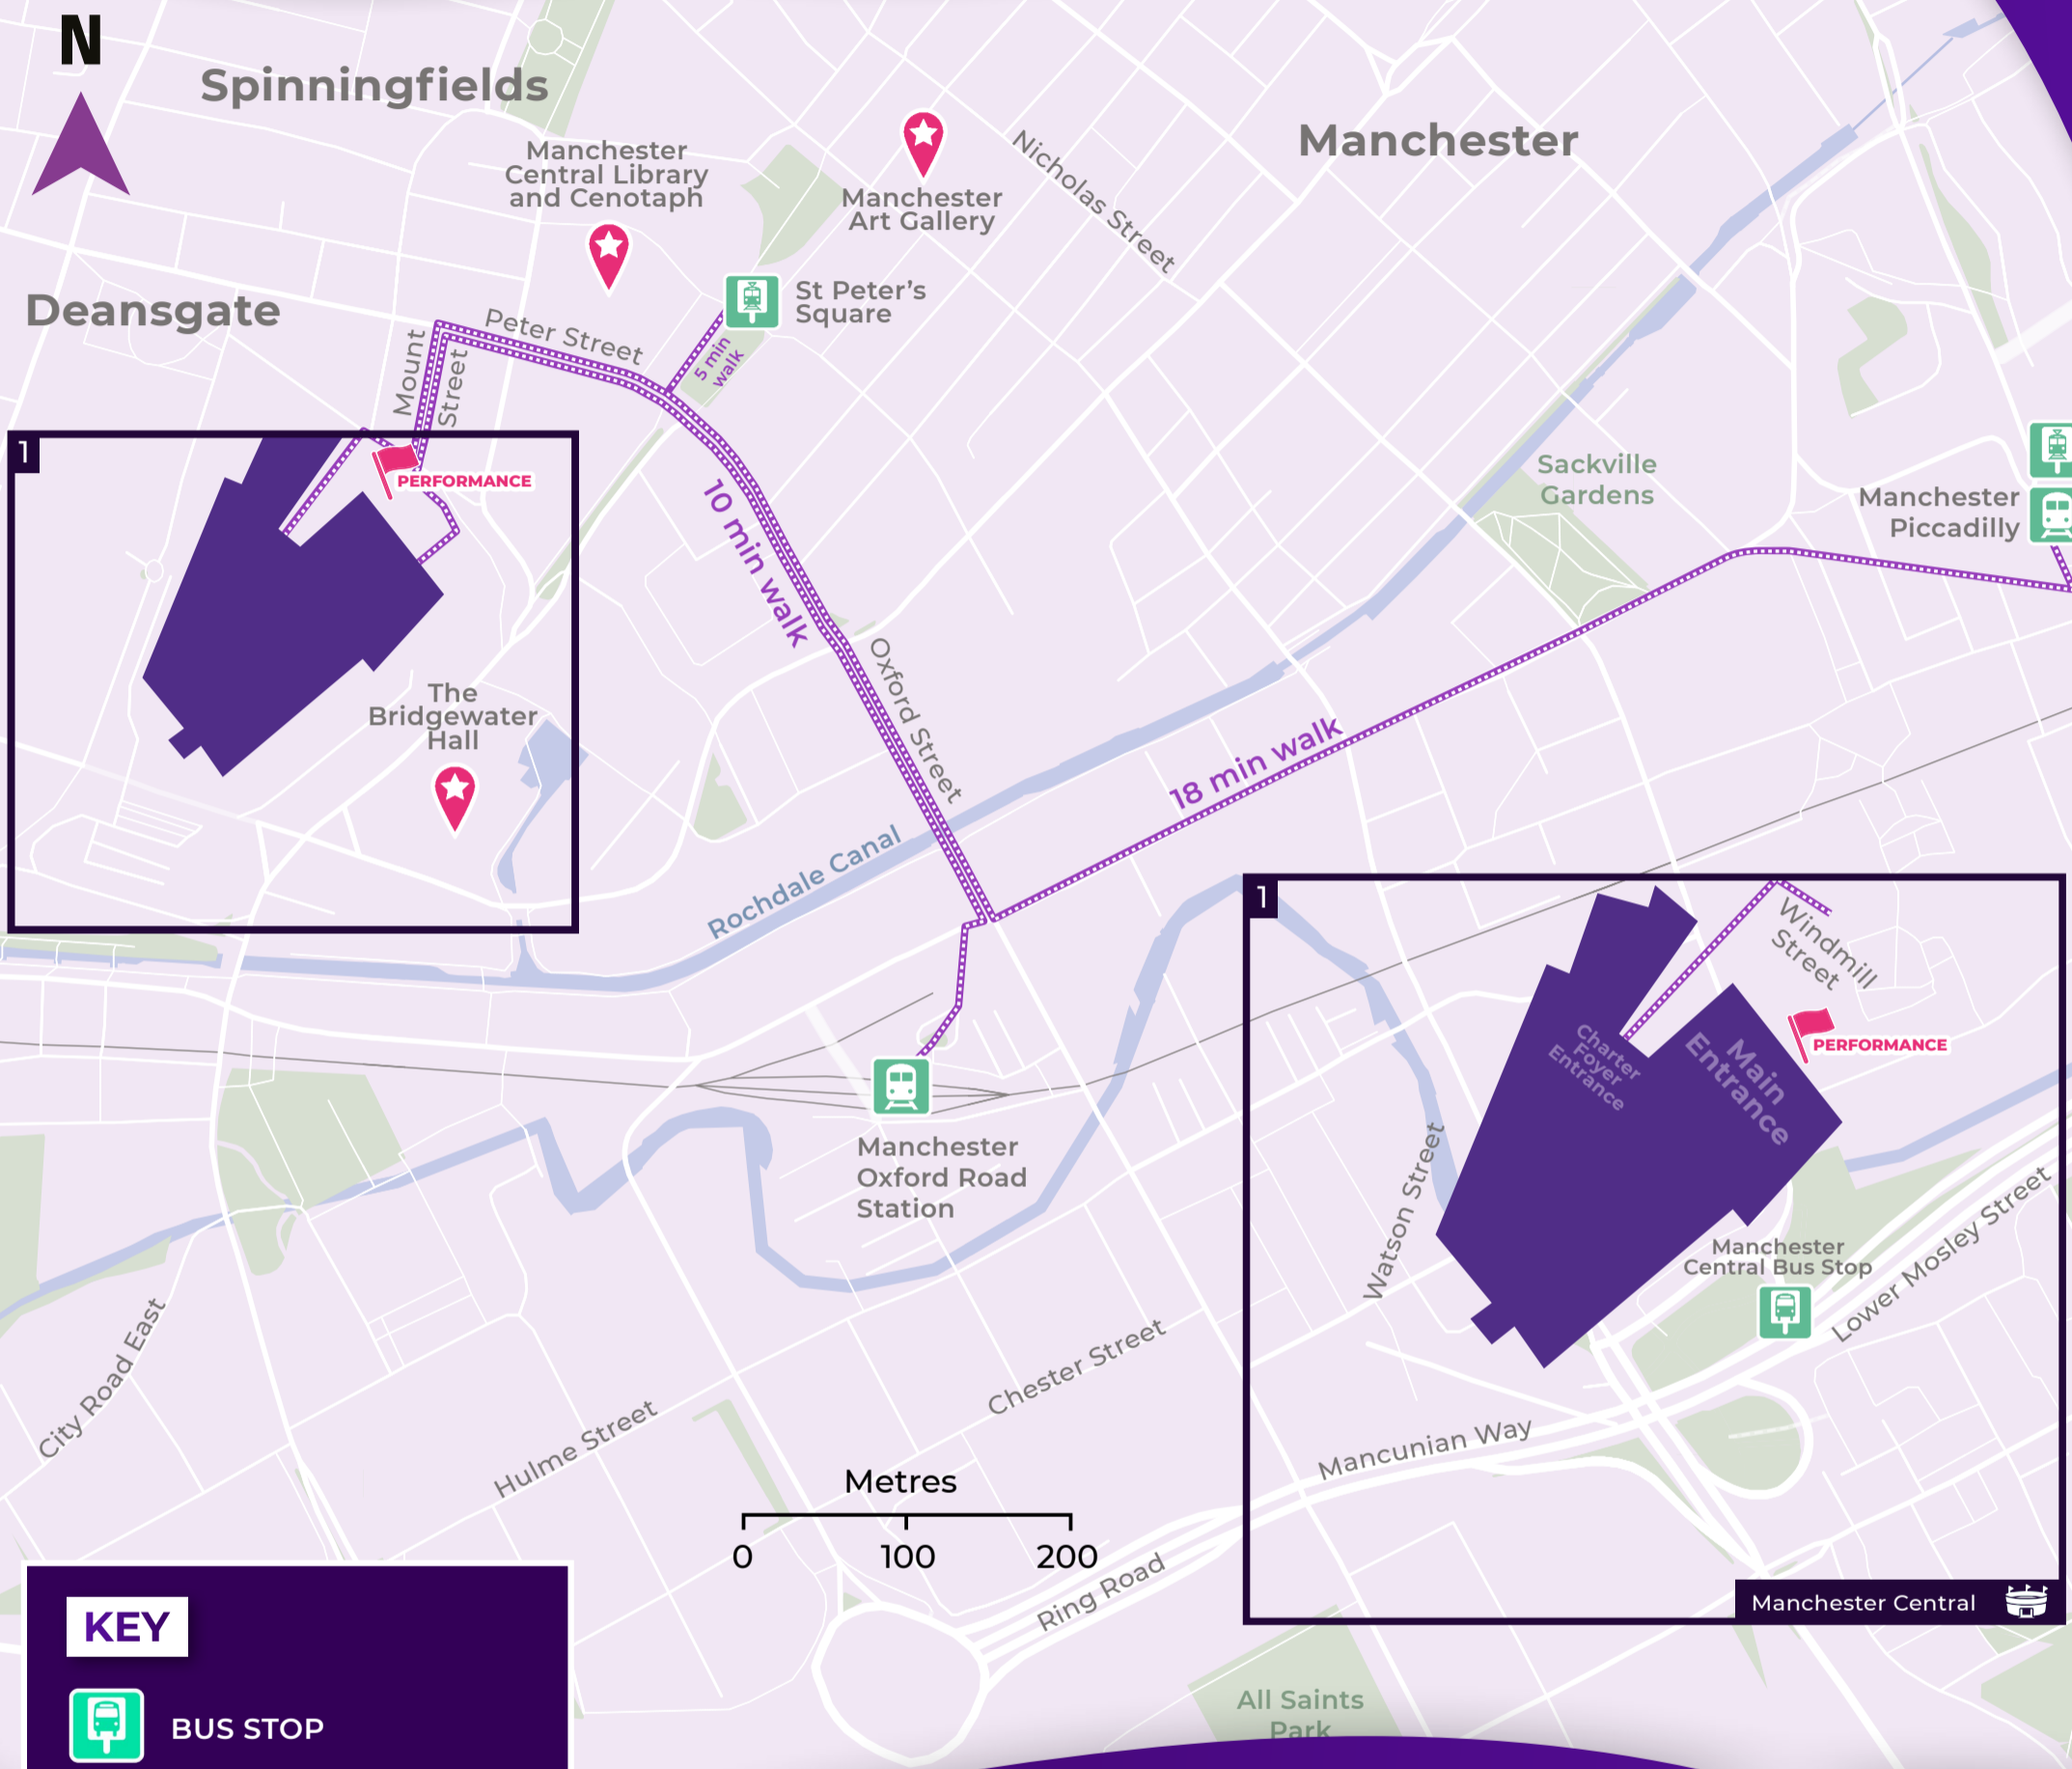 N
Spinningfields
Manchester
Central Library
and Cenotaph
Manchester
Art Gallery
Nicholas Street
Manchester
Deansgate
St Peter’s
Square
Peter Street
5 min
walk
Mount
Street
1
PERFORMANCE
10 min walk
Sackville
Gardens
Manchester
Piccadilly
Oxford Street
The
Bridgewater
Hall
18 min walk
Rochdale Canal
1
Windmill
Street
PERFORMANCE
Charter
Foyer
Entrance
Main
Entrance
Watson Street
Manchester
Central Bus Stop
Lower Mosley Street
Manchester
Oxford Road
Station
City Road East
Hulme Street
Chester Street
Mancunian Way
Metres
0 100 200
Ring Road
Manchester Central
KEY
BUS STOP
All Saints
Park